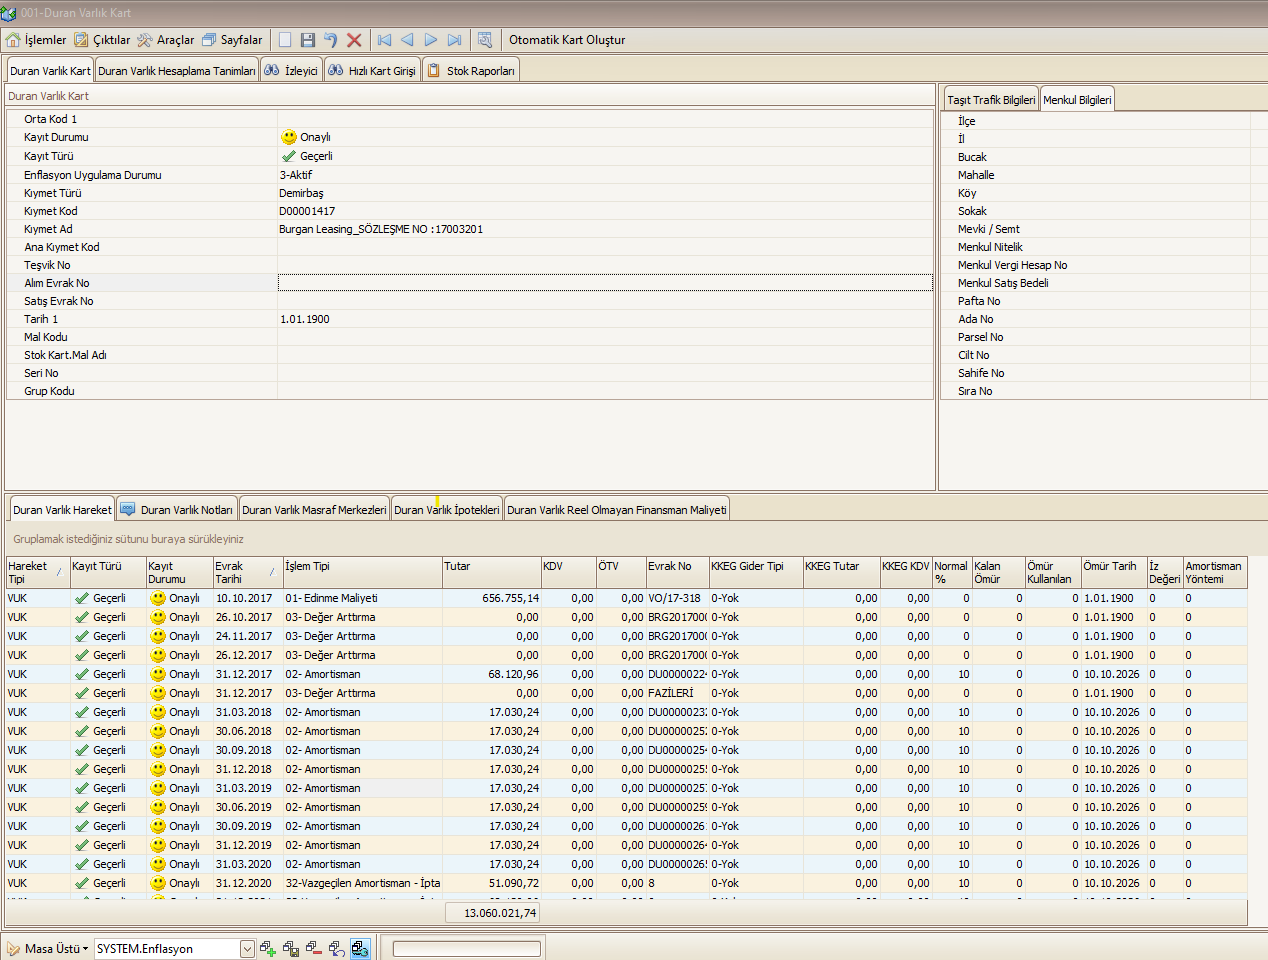 001-Duran Varlık Kart
İşlemler Çıktılar Araçlar Sayfalar Otomatik Kart Oluştur
Duran Varlık Kart Duran Varlık Hesaplama Tanımları İzleyici Hızlı Kart Girişi Stok Raporları
Duran Varlık Kart
Orta Kod 1
Kayıt Durumu Onaylı
Kayıt Türü Geçerli
Enflasyon Uygulama Durumu 3-Aktif
Kıymet Türü Demirbaş
Kıymet Kod D00001417
Kıymet Ad Burgan Leasing_SÖZLEŞME NO :17003201
Ana Kıymet Kod
Teşvik No
Alım Evrak No
Satış Evrak No
Tarih 1 1.01.1900
Mal Kodu
Stok Kart.Mal Adı
Seri No
Grup Kodu
Taşıt Trafik Bilgileri Menkul Bilgileri
İlçe
İl
Bucak
Mahalle
Köy
Sokak
Mevki / Semt
Menkul Nitelik
Menkul Vergi Hesap No
Menkul Satış Bedeli
Pafta No
Ada No
Parsel No
Cilt No
Sahife No
Sıra No
Duran Varlık Hareket Duran Varlık Notları Duran Varlık Masraf Merkezleri Duran Varlık İpotekleri Duran Varlık Reel Olmayan Finansman Maliyeti
Gruplamak istediğiniz sütunu buraya sürükleyiniz
Hareket Tipi Kayıt Türü Kayıt Durumu Evrak Tarihi İşlem Tipi Tutar KDV ÖTV Evrak No KKEG Gider Tipi KKEG Tutar KKEG KDV Normal % Kalan Ömür Ömür Kullanılan Ömür Tarih İz Değeri Amortisman Yöntemi
VUK Geçerli Onaylı 10.10.2017 01- Edinme Maliyeti 656.755,14 0,00 0,00 VO/17-318 0-Yok 0,00 0,00 0 0 0 1.01.1900 0 0
VUK Geçerli Onaylı 26.10.2017 03- Değer Arttırma 0,00 0,00 0,00 BRG2017000 0-Yok 0,00 0,00 0 0 0 1.01.1900 0 0
VUK Geçerli Onaylı 24.11.2017 03- Değer Arttırma 0,00 0,00 0,00 BRG2017000 0-Yok 0,00 0,00 0 0 0 1.01.1900 0 0
VUK Geçerli Onaylı 26.12.2017 03- Değer Arttırma 0,00 0,00 0,00 BRG2017000 0-Yok 0,00 0,00 0 0 0 1.01.1900 0 0
VUK Geçerli Onaylı 31.12.2017 02- Amortisman 68.120,96 0,00 0,00 DU0000022 0-Yok 0,00 0,00 10 0 0 10.10.2026 0 0
VUK Geçerli Onaylı 31.12.2017 03- Değer Arttırma 0,00 0,00 0,00 FAZİLERİ 0-Yok 0,00 0,00 0 0 0 1.01.1900 0 0
VUK Geçerli Onaylı 31.03.2018 02- Amortisman 17.030,24 0,00 0,00 DU0000023 0-Yok 0,00 0,00 10 0 0 10.10.2026 0 0
VUK Geçerli Onaylı 30.06.2018 02- Amortisman 17.030,24 0,00 0,00 DU0000025 0-Yok 0,00 0,00 10 0 0 10.10.2026 0 0
VUK Geçerli Onaylı 30.09.2018 02- Amortisman 17.030,24 0,00 0,00 DU0000025 0-Yok 0,00 0,00 10 0 0 10.10.2026 0 0
VUK Geçerli Onaylı 31.12.2018 02- Amortisman 17.030,24 0,00 0,00 DU0000025 0-Yok 0,00 0,00 10 0 0 10.10.2026 0 0
VUK Geçerli Onaylı 31.03.2019 02- Amortisman 17.030,24 0,00 0,00 DU0000025 0-Yok 0,00 0,00 10 0 0 10.10.2026 0 0
VUK Geçerli Onaylı 30.06.2019 02- Amortisman 17.030,24 0,00 0,00 DU0000025 0-Yok 0,00 0,00 10 0 0 10.10.2026 0 0
VUK Geçerli Onaylı 30.09.2019 02- Amortisman 17.030,24 0,00 0,00 DU0000026 0-Yok 0,00 0,00 10 0 0 10.10.2026 0 0
VUK Geçerli Onaylı 31.12.2019 02- Amortisman 17.030,24 0,00 0,00 DU0000026 0-Yok 0,00 0,00 10 0 0 10.10.2026 0 0
VUK Geçerli Onaylı 31.03.2020 02- Amortisman 17.030,24 0,00 0,00 DU0000026 0-Yok 0,00 0,00 10 0 0 10.10.2026 0 0
VUK Geçerli Onaylı 31.12.2020 32-Vazgeçilen Amortisman - İpta 51.090,72 0,00 0,00 8 0-Yok 0,00 0,00 10 0 0 10.10.2026 0 0
13.060.021,74
Masa Üstü SYSTEM.Enflasyon